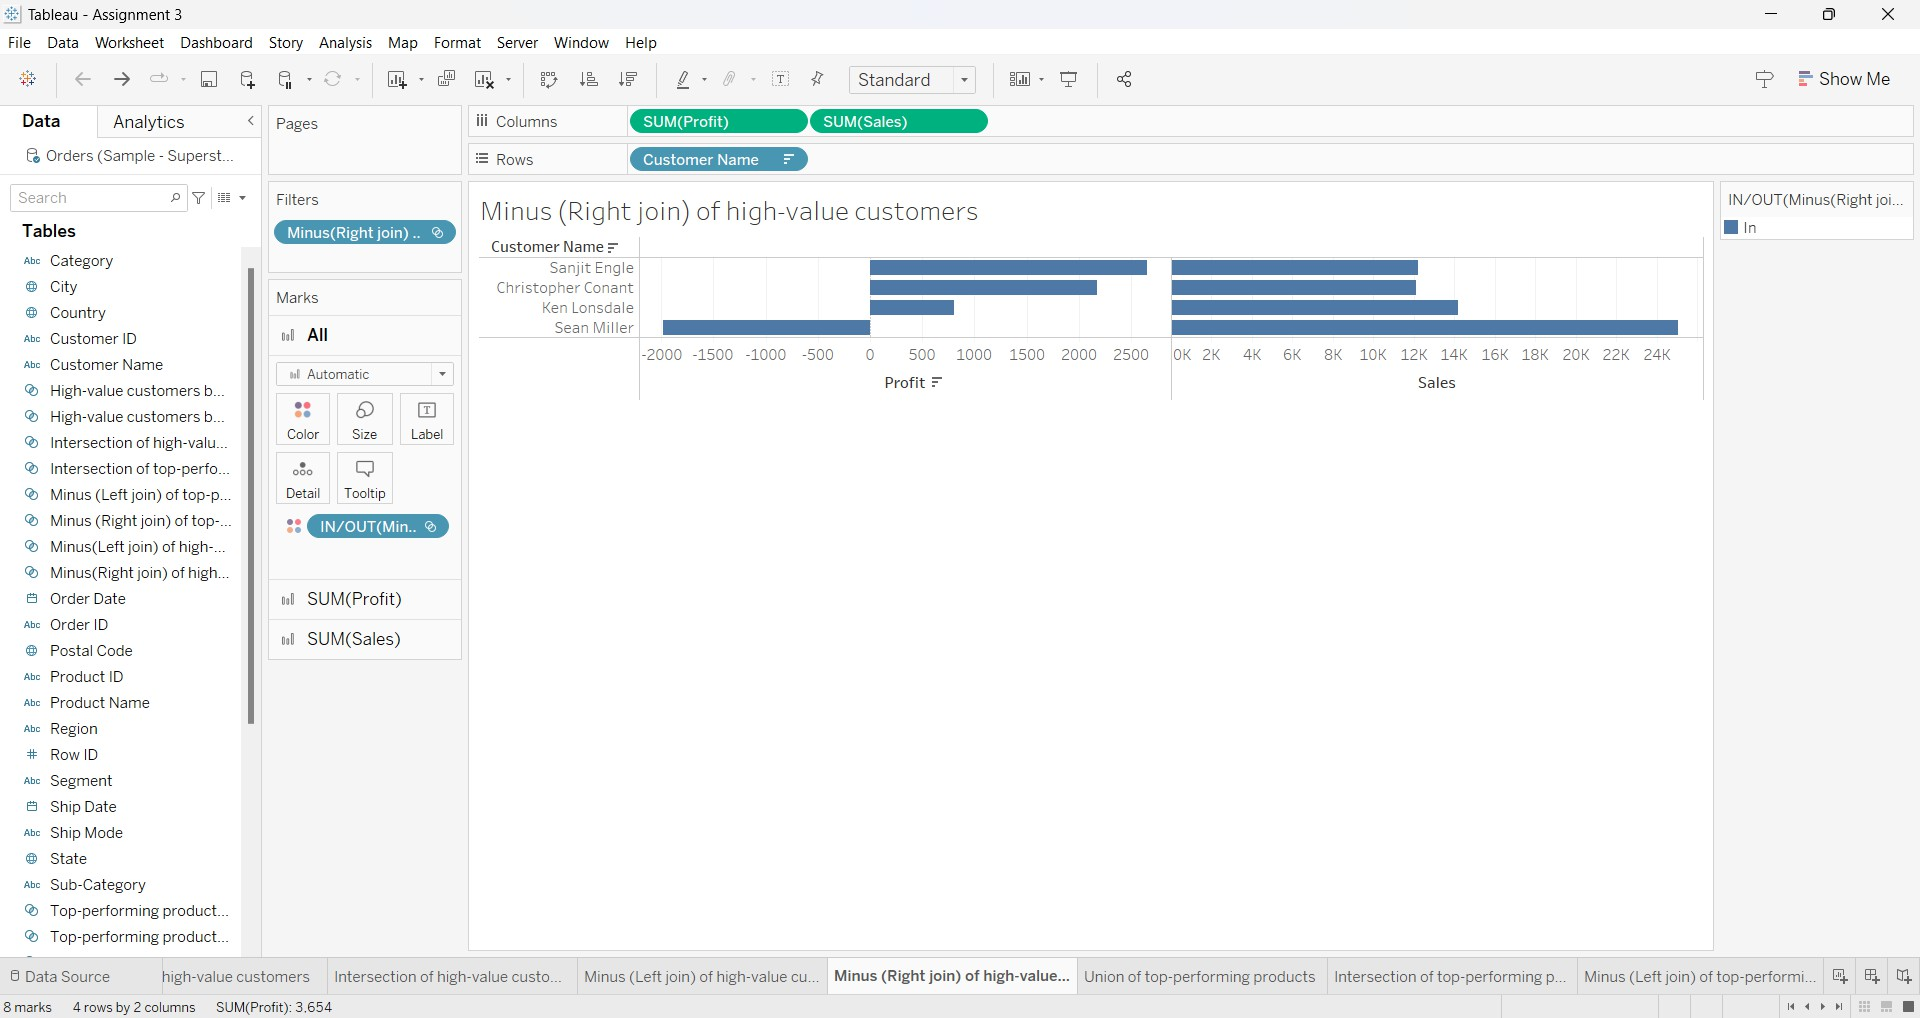 Tableau - Assignment 3
File Data Worksheet Dashboard Story Analysis Map Format Server Window Help
Standard
Show Me
Data Analytics
Orders (Sample - Superst...
Search
Tables
Abc Category
City
Country
Abc Customer ID
Abc Customer Name
High-value customers b...
High-value customers b...
Intersection of high-valu...
Intersection of top-perfo...
Minus (Left join) of top-p...
Minus (Right join) of top-...
Minus(Left join) of high-...
Minus(Right join) of high...
Order Date
Abc Order ID
Postal Code
Abc Product ID
Abc Product Name
Abc Region
# Row ID
Abc Segment
Ship Date
Abc Ship Mode
State
Abc Sub-Category
Top-performing product...
Top-performing product...
Pages
Filters
Minus(Right join) ..
Marks
All
Automatic
Color Size Label
Detail Tooltip
IN/OUT(Min..
SUM(Profit)
SUM(Sales)
Columns SUM(Profit) SUM(Sales)
Rows Customer Name
Minus (Right join) of high-value customers
Customer Name
Sanjit Engle
Christopher Conant
Ken Lonsdale
Sean Miller
-2000 -1500 -1000 -500 0 500 1000 1500 2000 2500 0K 2K 4K 6K 8K 10K 12K 14K 16K 18K 20K 22K 24K
Profit Sales
IN/OUT(Minus(Right joi...
In
Data Source high-value customers Intersection of high-value custo... Minus (Left join) of high-value cu... Minus (Right join) of high-value... Union of top-performing products Intersection of top-performing p... Minus (Left join) of top-performi...
8 marks 4 rows by 2 columns SUM(Profit): 3,654